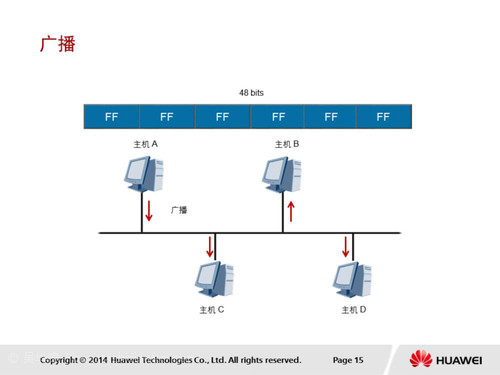 广播
48 bits
FF FF FF FF FF FF
主机 A 主机 B
广播
主机 C 主机 D
Copyright © 2014 Huawei Technologies Co., Ltd. All rights reserved. Page 15 HUAWEI